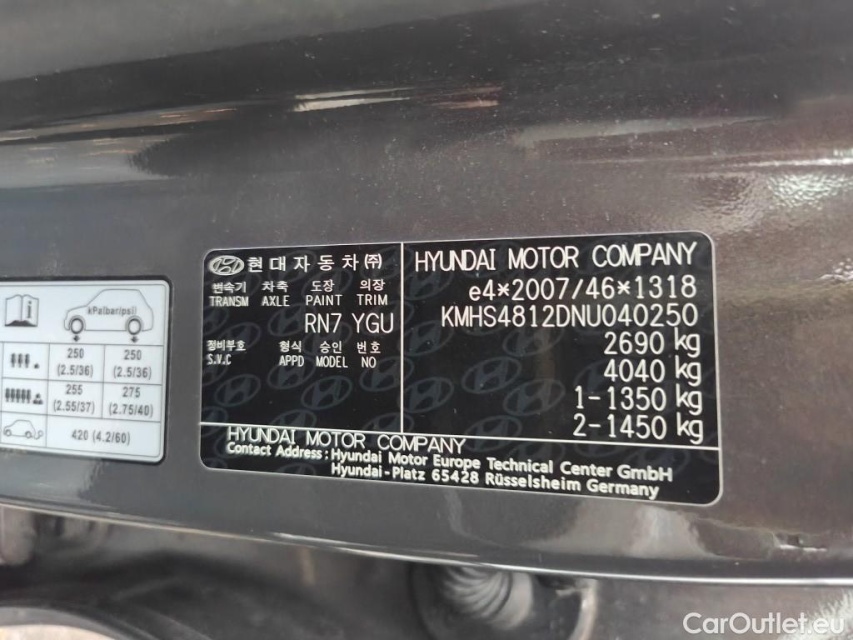 kPa(bar/psi)
250 250
(2.5/36) (2.5/36)
255 275
(2.55/37) (2.75/40)
420 (4.2/60)
현대자동차㈜
변속기 차축 도장 의장
TRANSM AXLE PAINT TRIM
RN7 YGU
정비부호 형식 승인 번호
S.V.C APPD MODEL NO
HYUNDAI MOTOR COMPANY
e4*2007/46*1318
KMHS4812DNU040250
2690 kg
4040 kg
1-1350 kg
2-1450 kg
HYUNDAI MOTOR COMPANY
Contact Address : Hyundai Motor Europe Technical Center GmbH
Hyundai-Platz 65428 Rüsselsheim Germany
CarOutlet.eu